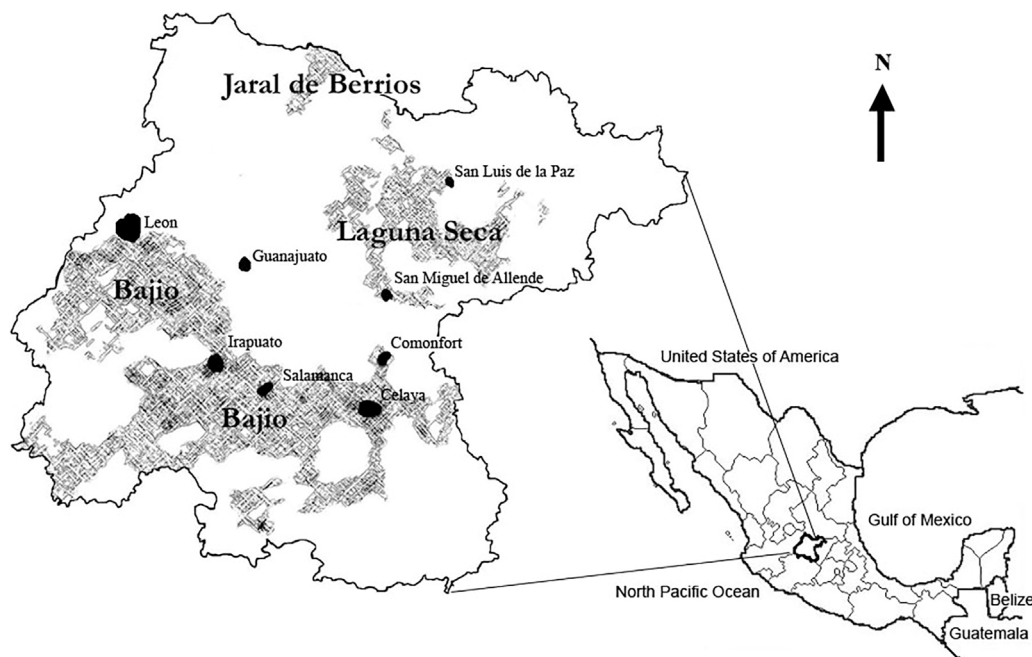 N
Jaral de Berrios
San Luis de la Paz
Leon
Laguna Seca
Guanajuato
San Miguel de Allende
Bajio
Irapuato
Comonfort
Salamanca
Celaya
Bajio
United States of America
Gulf of Mexico
North Pacific Ocean
Belize
Guatemala